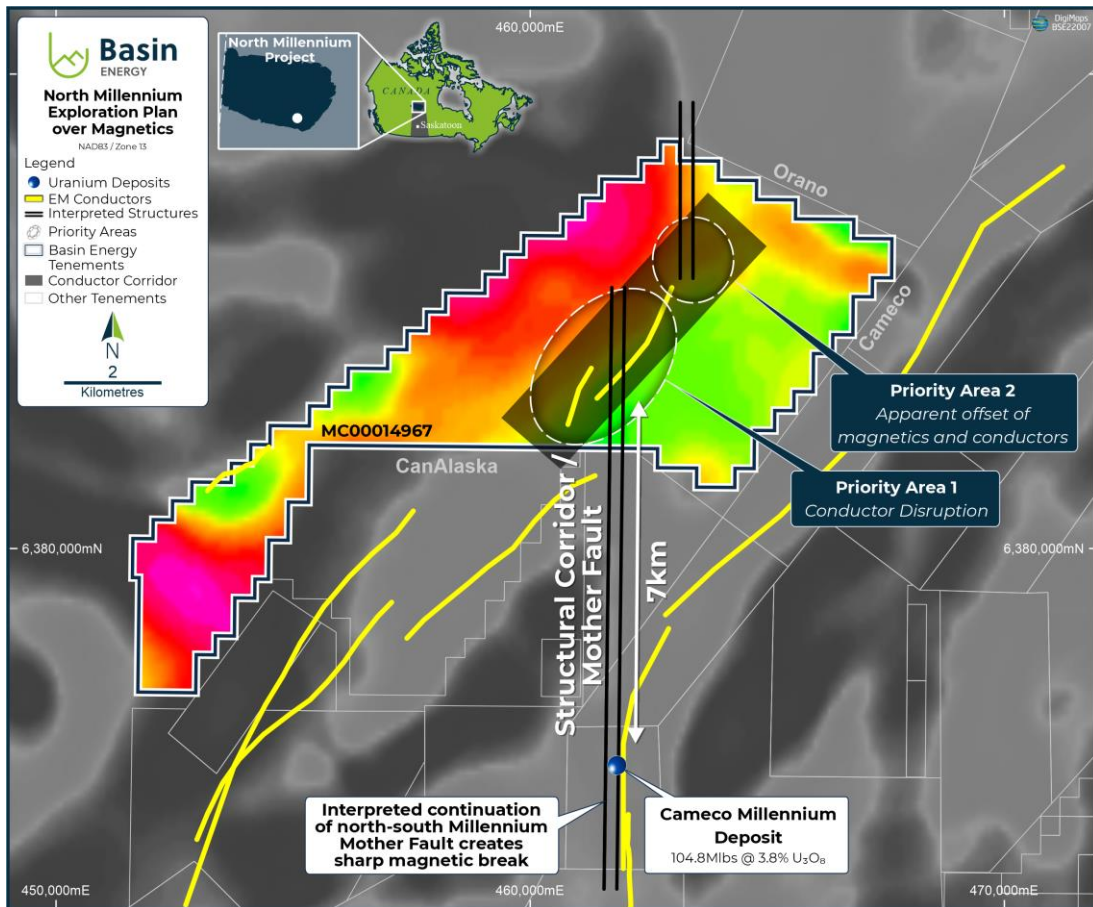 Basin
ENERGY
North Millennium
Exploration Plan
over Magnetics
NAD83 / Zone 13
Legend
Uranium Deposits
EM Conductors
Interpreted Structures
Priority Areas
Basin Energy
Tenements
Conductor Corridor
Other Tenements
N
2
Kilometres
North Millennium
Project
CANADA
Saskatoon
460,000mE
DigiMaps
BSE22007
Orano
Cameco
Priority Area 2
Apparent offset of
magnetics and conductors
Priority Area 1
Conductor Disruption
MC00014967
CanAlaska
Structural Corridor /
Mother Fault
7km
6,380,000mN
6,380,000mN
Interpreted continuation
of north-south Millennium
Mother Fault creates
sharp magnetic break
Cameco Millennium
Deposit
104.8Mlbs @ 3.8% U₃O₈
450,000mE
460,000mE
470,000mE